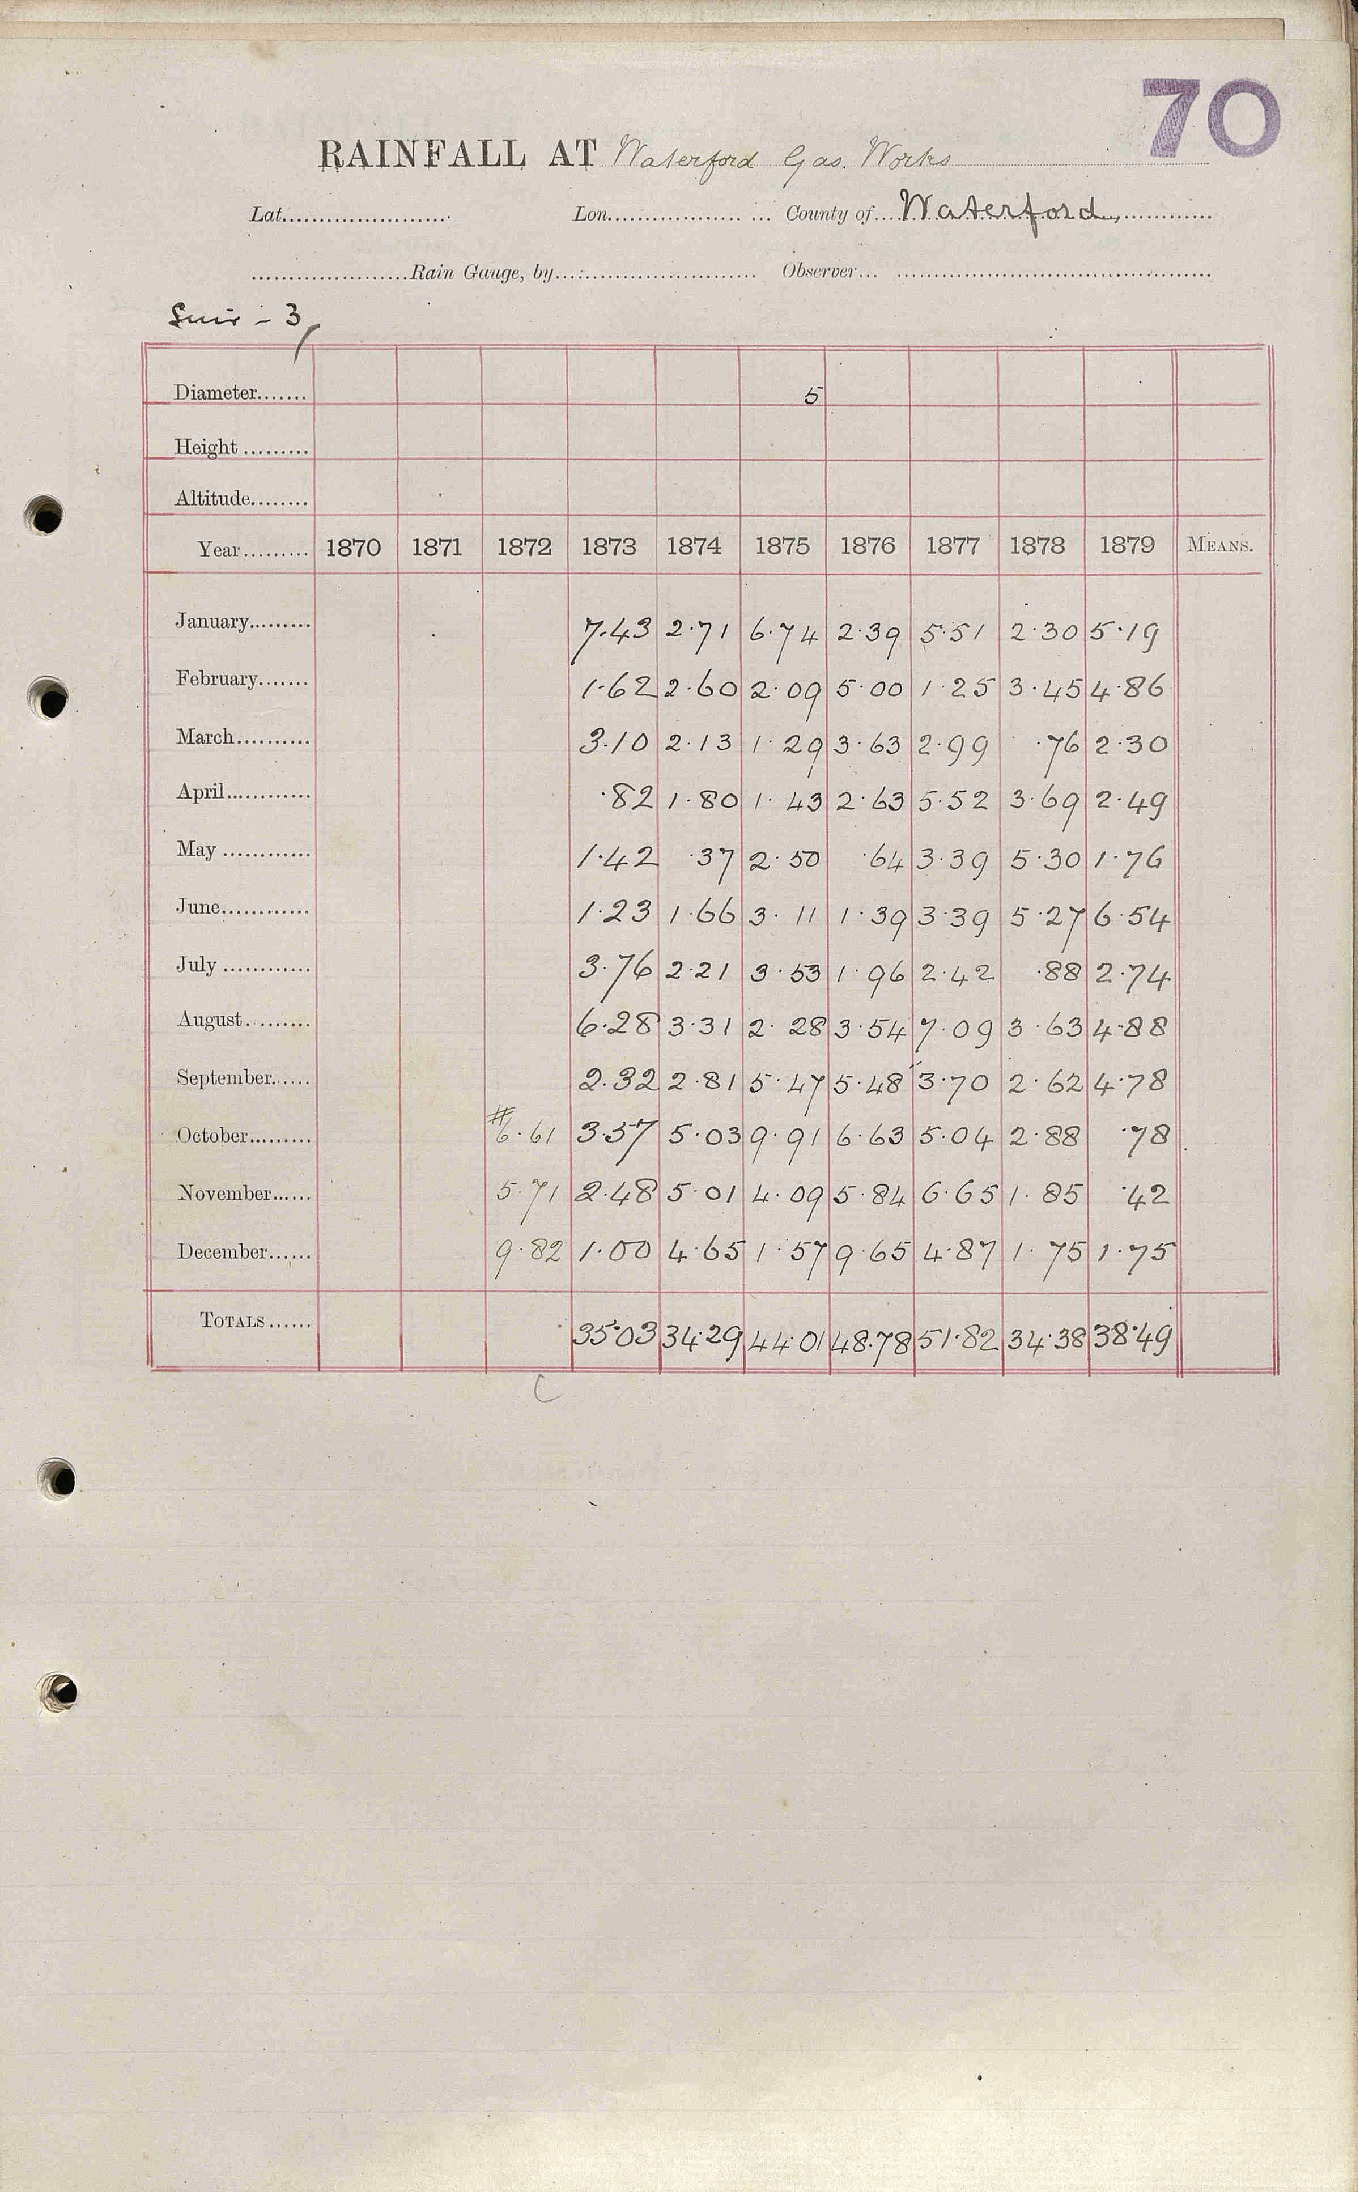 70
RAINFALL AT Waterford Gas. Works
Lat. Lon. County of Waterford
Rain Gauge, by Observer
Suir - 3
Diameter 5
Height
Altitude
Year 1870 1871 1872 1873 1874 1875 1876 1877 1878 1879 MEANS.
January 7.43 2.71 6.74 2.39 5.51 2.30 5.19
February 1.62 2.60 2.09 5.00 1.25 3.45 4.86
March 3.10 2.13 1.29 3.63 2.99 .76 2.30
April .82 1.80 1.43 2.63 5.52 3.69 2.49
May 1.42 .37 2.50 .64 3.39 5.30 1.76
June 1.23 1.66 3.11 1.39 3.39 5.27 6.54
July 3.76 2.21 3.53 1.96 2.42 .88 2.74
August 6.28 3.31 2.28 3.54 7.09 3.63 4.88
September 2.32 2.81 5.47 5.48 3.70 2.62 4.78
October #6.61 3.57 5.03 9.91 6.63 5.04 2.88 .78
November 5.71 2.48 5.01 4.09 5.84 6.65 1.85 .42
December 9.82 1.00 4.65 1.57 9.65 4.87 1.75 1.75
TOTALS 35.03 34.29 44.01 48.78 51.82 34.38 38.49